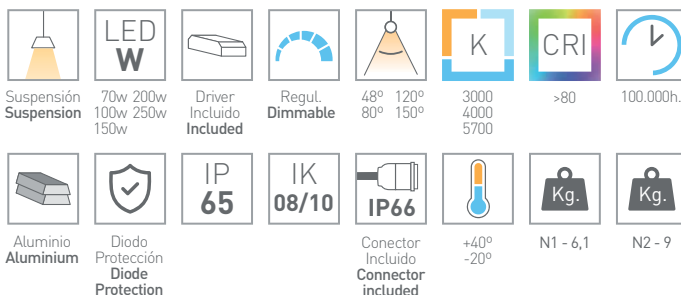 LED
W
K
CRI
Suspensión
Suspension
70w 200w
100w 250w
150w
Driver
Incluido
Included
Regul.
Dimmable
48º 120º
80º 150º
3000
4000
5700
>80
100.000h.
IP
65
IK
08/10
IP66
Kg.
Kg.
Aluminio
Aluminium
Diodo
Protección
Diode
Protection
Conector
Incluido
Connector
included
+40º
-20º
N1 - 6,1
N2 - 9